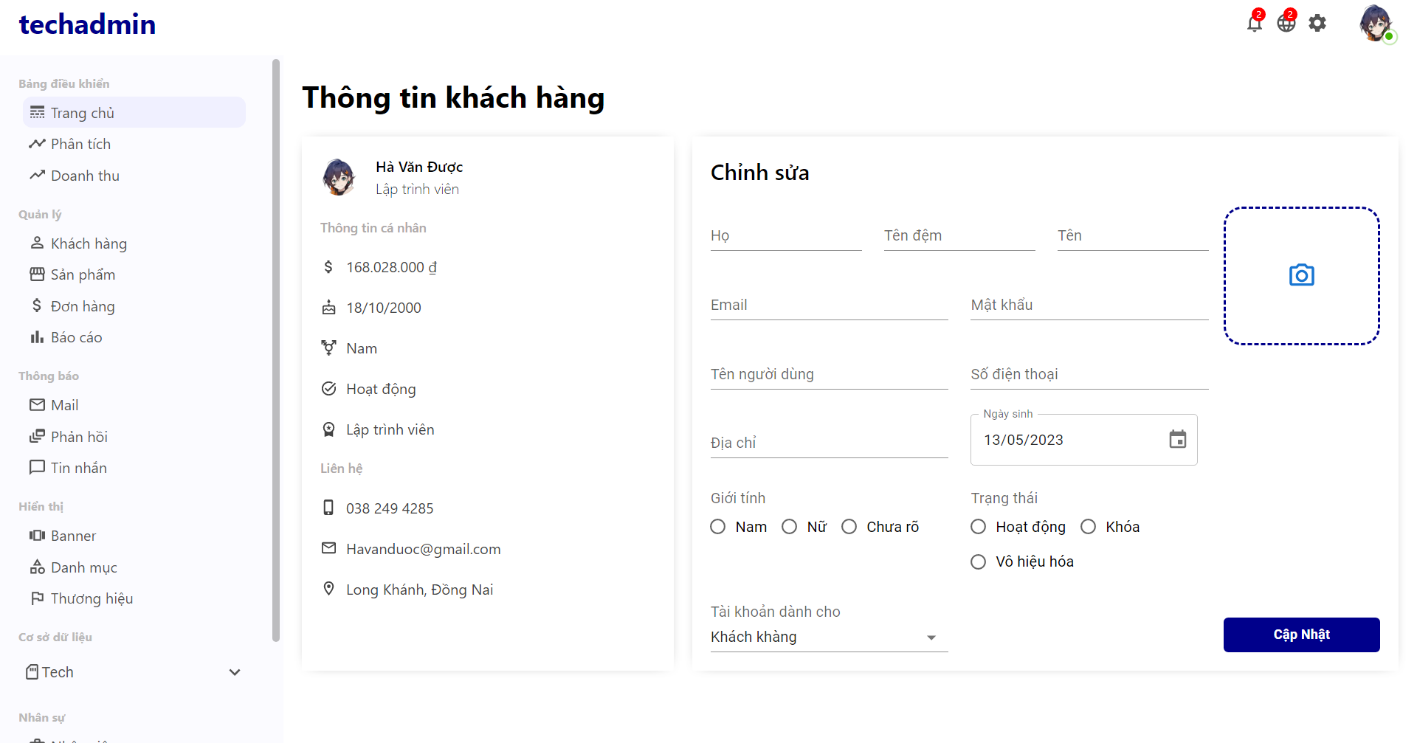 techadmin
2
2
Bảng điều khiển
Trang chủ
Phân tích
Doanh thu
Quản lý
Khách hàng
Sản phẩm
Đơn hàng
Báo cáo
Thông báo
Mail
Phản hồi
Tin nhắn
Hiển thị
Banner
Danh mục
Thương hiệu
Cơ sở dữ liệu
Tech
Nhân sự
Thông tin khách hàng
Hà Văn Được
Lập trình viên
Thông tin cá nhân
168.028.000 ₫
18/10/2000
Nam
Hoạt động
Lập trình viên
Liên hệ
038 249 4285
Havanduoc@gmail.com
Long Khánh, Đồng Nai
Chỉnh sửa
Họ
Tên đệm
Tên
Email
Mật khẩu
Tên người dùng
Số điện thoại
Địa chỉ
Ngày sinh
13/05/2023
Giới tính
Nam
Nữ
Chưa rõ
Trạng thái
Hoạt động
Khóa
Vô hiệu hóa
Tài khoản dành cho
Khách khàng
Cập Nhật